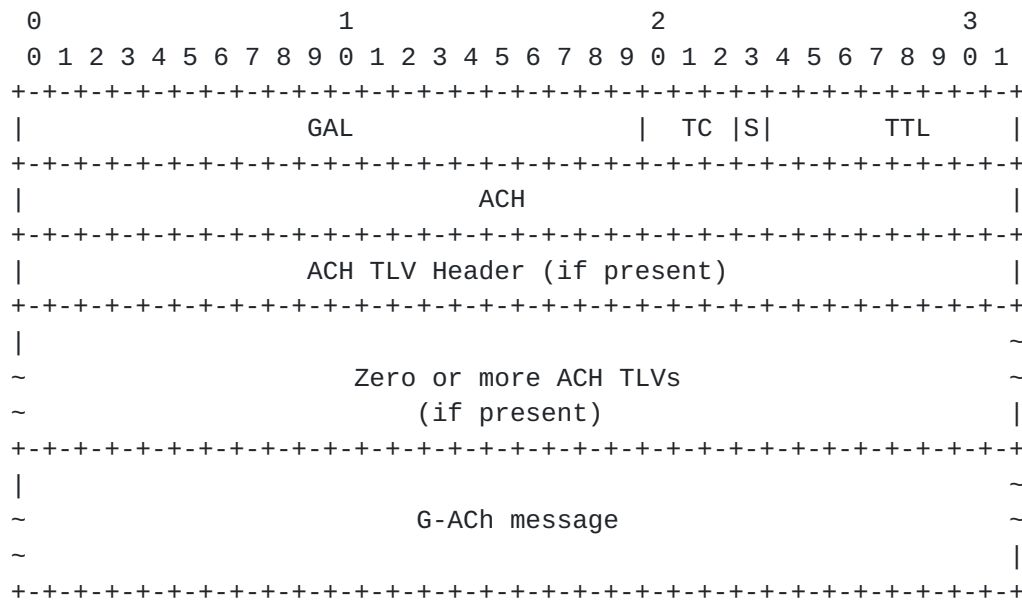 0                   1                   2                   3
 0 1 2 3 4 5 6 7 8 9 0 1 2 3 4 5 6 7 8 9 0 1 2 3 4 5 6 7 8 9 0 1
+-+-+-+-+-+-+-+-+-+-+-+-+-+-+-+-+-+-+-+-+-+-+-+-+-+-+-+-+-+-+-+-+
|                  GAL                  |  TC |S|       TTL     |
+-+-+-+-+-+-+-+-+-+-+-+-+-+-+-+-+-+-+-+-+-+-+-+-+-+-+-+-+-+-+-+-+
|                             ACH                               |
+-+-+-+-+-+-+-+-+-+-+-+-+-+-+-+-+-+-+-+-+-+-+-+-+-+-+-+-+-+-+-+-+
|                  ACH TLV Header (if present)                  |
+-+-+-+-+-+-+-+-+-+-+-+-+-+-+-+-+-+-+-+-+-+-+-+-+-+-+-+-+-+-+-+-+
|                                                               ~
~                     Zero or more ACH TLVs                     ~
~                         (if present)                          |
+-+-+-+-+-+-+-+-+-+-+-+-+-+-+-+-+-+-+-+-+-+-+-+-+-+-+-+-+-+-+-+-+
|                                                               ~
~                         G-ACh message                         ~
~                                                               |
+-+-+-+-+-+-+-+-+-+-+-+-+-+-+-+-+-+-+-+-+-+-+-+-+-+-+-+-+-+-+-+-+